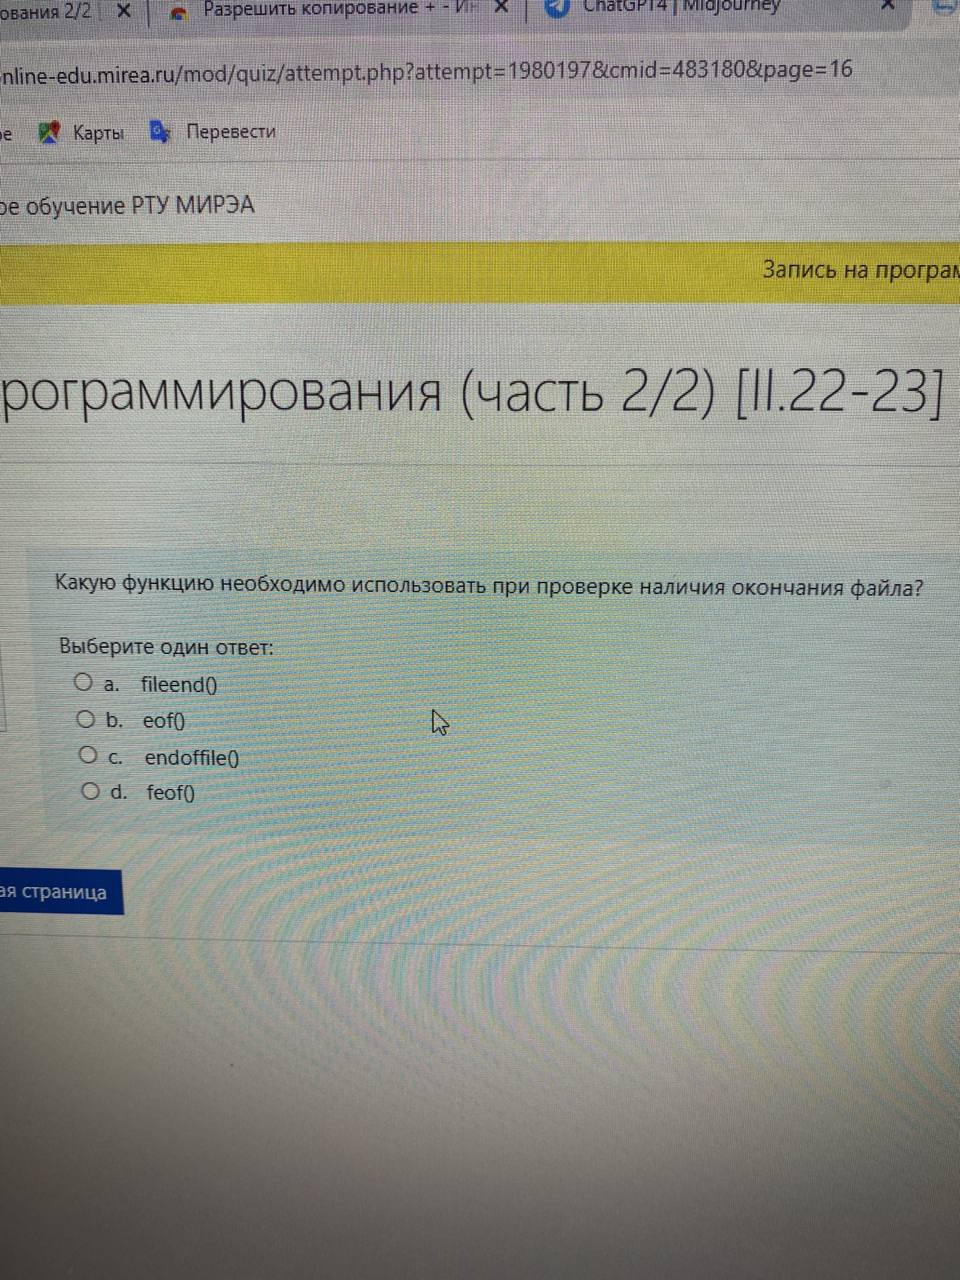 ования 2/2
Разрешить копирование + - Ин
ChatGPT4 | Midjourney
nline-edu.mirea.ru/mod/quiz/attempt.php?attempt=1980197&cmid=483180&page=16
ое
Карты
Перевести
ое обучение РТУ МИРЭА
Запись на програм
рограммирования (часть 2/2) [II.22-23]
Какую функцию необходимо использовать при проверке наличия окончания файла?
Выберите один ответ:
a. fileend()
b. eof()
c. endoffile()
d. feof()
ая страница